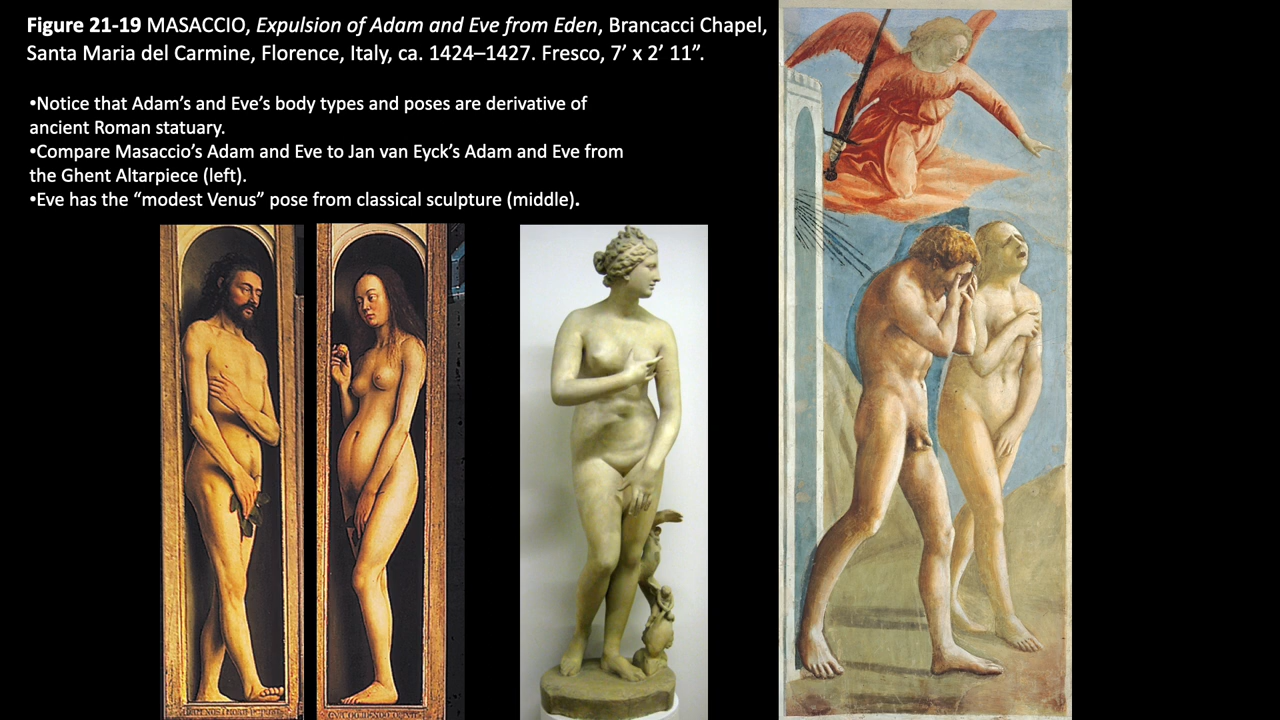 Figure 21-19 MASACCIO, Expulsion of Adam and Eve from Eden, Brancacci Chapel,
Santa Maria del Carmine, Florence, Italy, ca. 1424–1427. Fresco, 7’ x 2’ 11”.
•Notice that Adam’s and Eve’s body types and poses are derivative of
ancient Roman statuary.
•Compare Masaccio’s Adam and Eve to Jan van Eyck’s Adam and Eve from
the Ghent Altarpiece (left).
•Eve has the “modest Venus” pose from classical sculpture (middle).